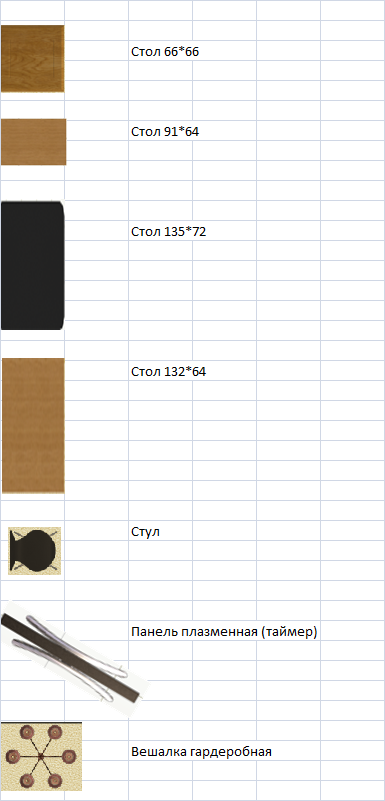 Стол 66*66
Стол 91*64
Стол 135*72
Стол 132*64
Стул
Панель плазменная (таймер)
Вешалка гардеробная